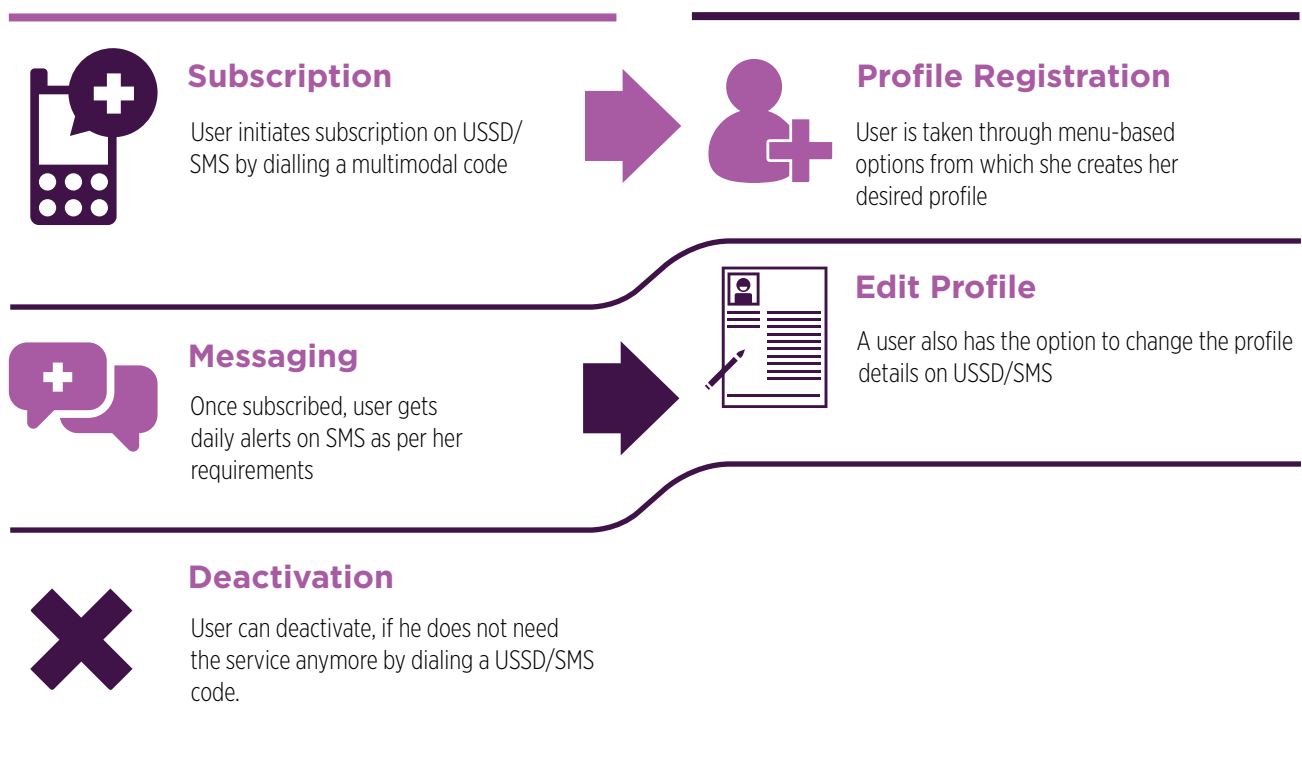 Subscription
User initiates subscription on USSD/
SMS by dialling a multimodal code
Profile Registration
User is taken through menu-based
options from which she creates her
desired profile
Messaging
Once subscribed, user gets
daily alerts on SMS as per her
requirements
Edit Profile
A user also has the option to change the profile
details on USSD/SMS
Deactivation
User can deactivate, if he does not need
the service anymore by dialing a USSD/SMS
code.